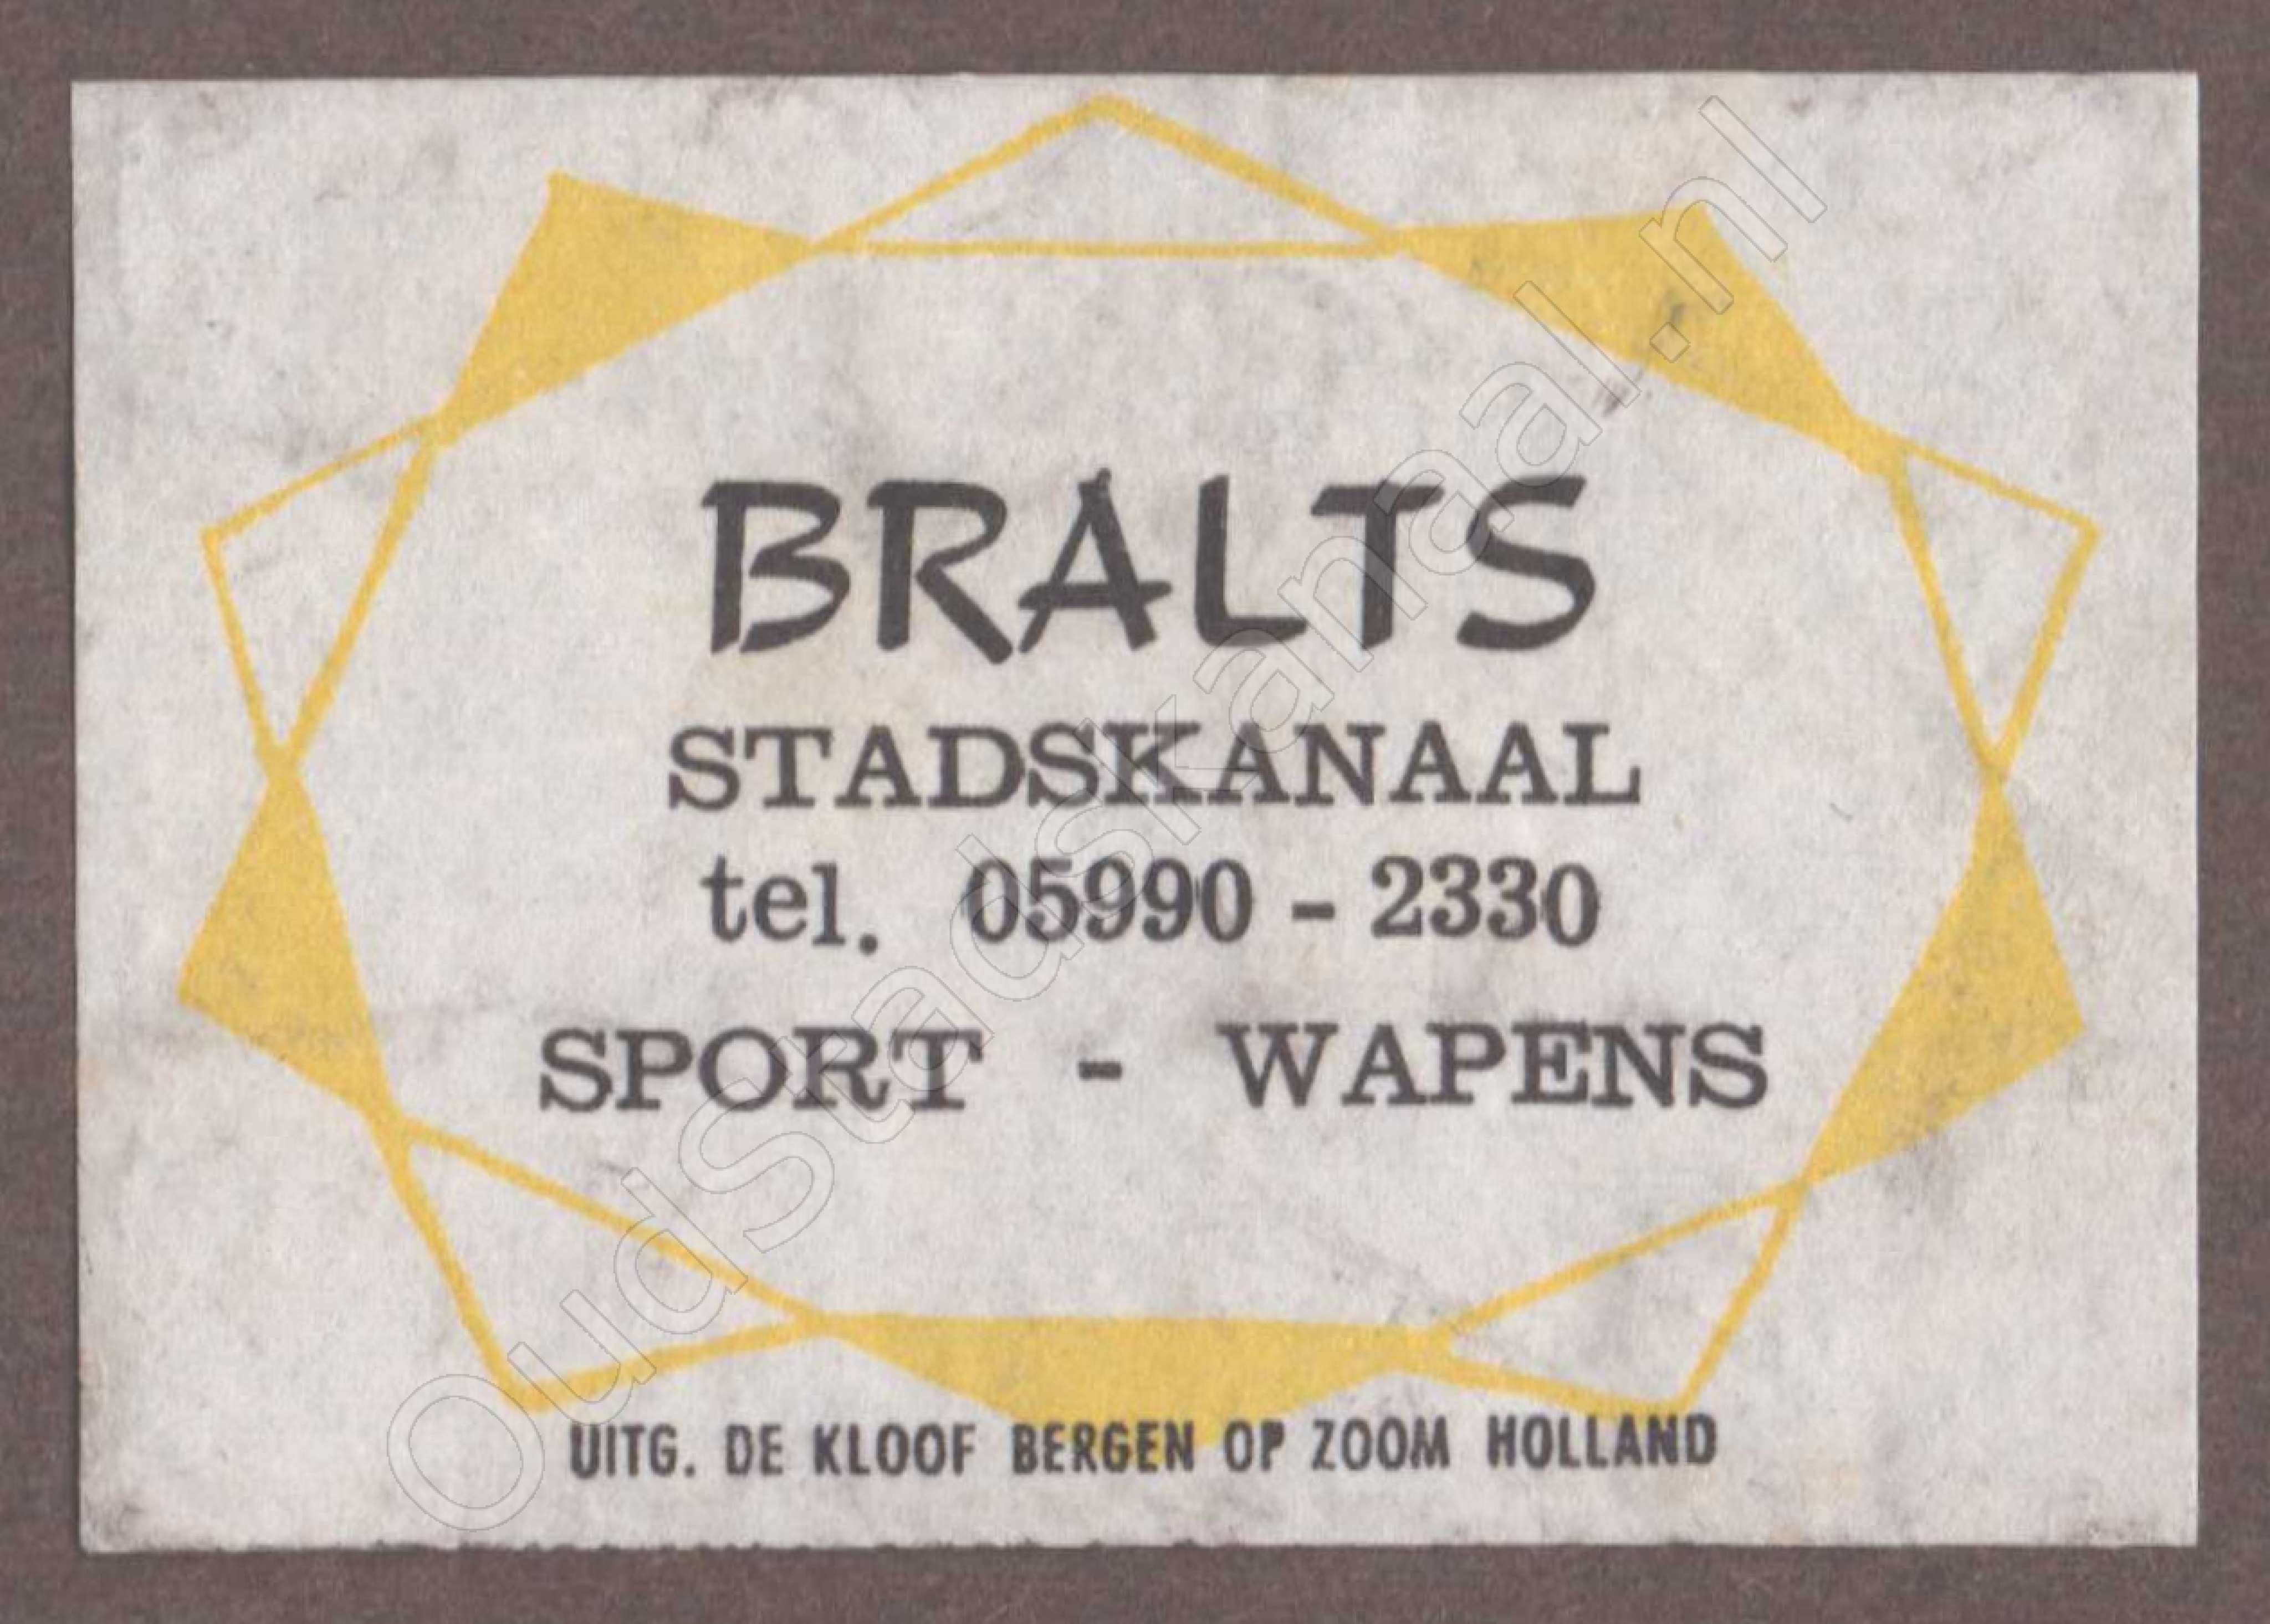 BRALTS
STADSKANAAL
tel. 05990 - 2330
SPORT - WAPENS
UITG. DE KLOOF BERGEN OP ZOOM HOLLAND
OudStadskanaal.nl